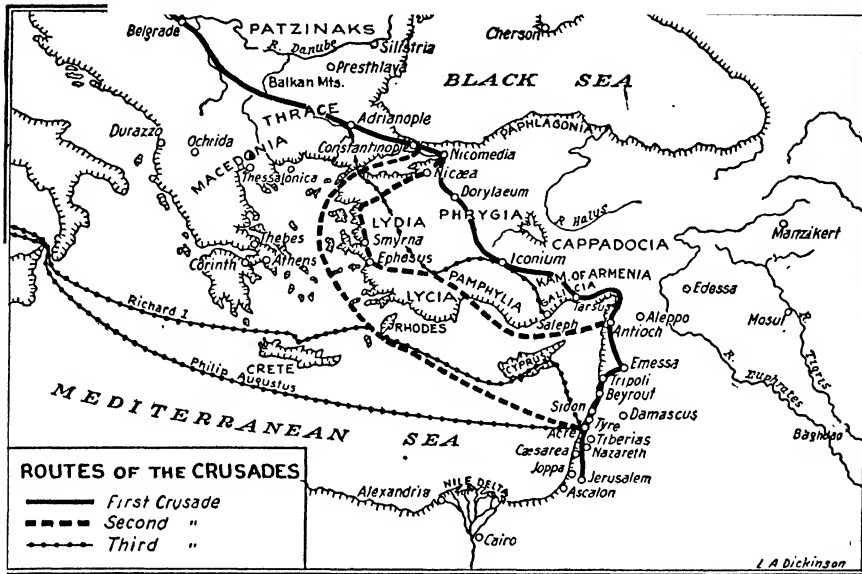 PATZINAKS
Belgrade
R. Danube
Silistria
Presthlava
Balkan Mts.
Cherson
BLACK SEA
THRACE
Adrianople
Durazzo
Ochrida
MACEDONIA
Constantinople
PAPHLAGONIA
Nicomedia
Nicæa
Thessalonica
Dorylaeum
PHRYGIA
R. Halys
LYDIA
Smyrna
CAPPADOCIA
Manzikert
Thebes
Corinth
Athens
Ephesus
Iconium
KAM. OF ARMENIA
PAMPHYLIA
GALICIA
Tarsus
Edessa
LYCIA
Saleph
Aleppo
Antioch
Mosul
R. Tigris
Richard I
RHODES
CRETE
CYPRUS
Emessa
Tripoli
Beyrout
R. Euphrates
Philip Augustus
Sidon
Damascus
Tyre
Acre
Tiberias
Nazareth
Baghdad
MEDITERRANEAN SEA
Cæsarea
Joppa
Jerusalem
Ascalon
NILE DELTA
Alexandria
Cairo
ROUTES OF THE CRUSADES
First Crusade
Second "
Third "
L A Dickinson